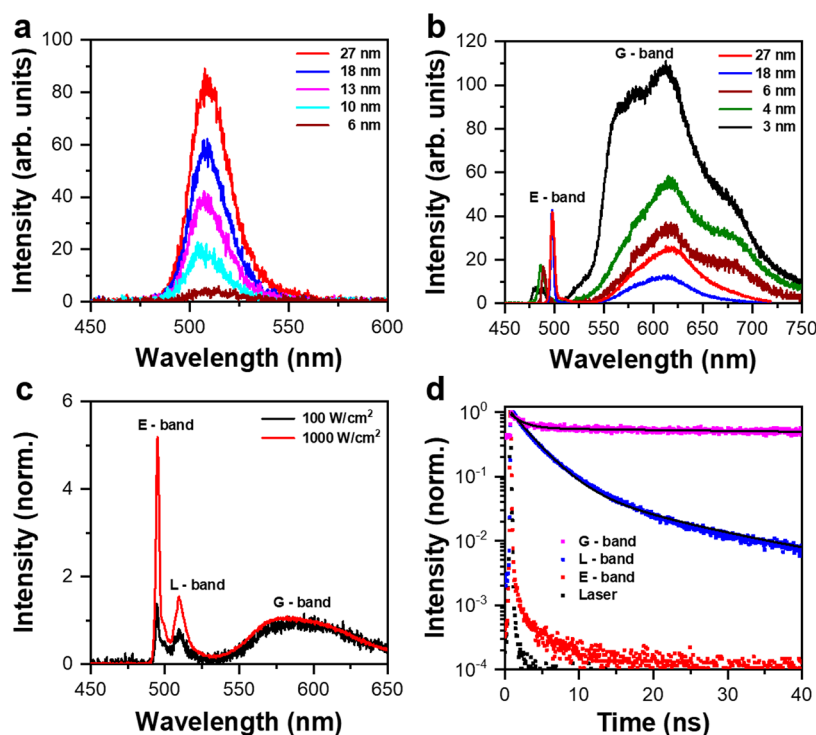 a
Intensity (arb. units)
100
80
60
40
20
0
27 nm
18 nm
13 nm
10 nm
6 nm
450 500 550 600
Wavelength (nm)
b
Intensity (arb. units)
120
100
80
60
40
20
0
G - band
E - band
27 nm
18 nm
6 nm
4 nm
3 nm
450 500 550 600 650 700 750
Wavelength (nm)
c
Intensity (norm.)
6
4
2
0
E - band
L - band
G - band
100 W/cm²
1000 W/cm²
450 500 550 600 650
Wavelength (nm)
d
Intensity (norm.)
10⁰
10⁻¹
10⁻²
10⁻³
10⁻⁴
G - band
L - band
E - band
Laser
0 10 20 30 40
Time (ns)